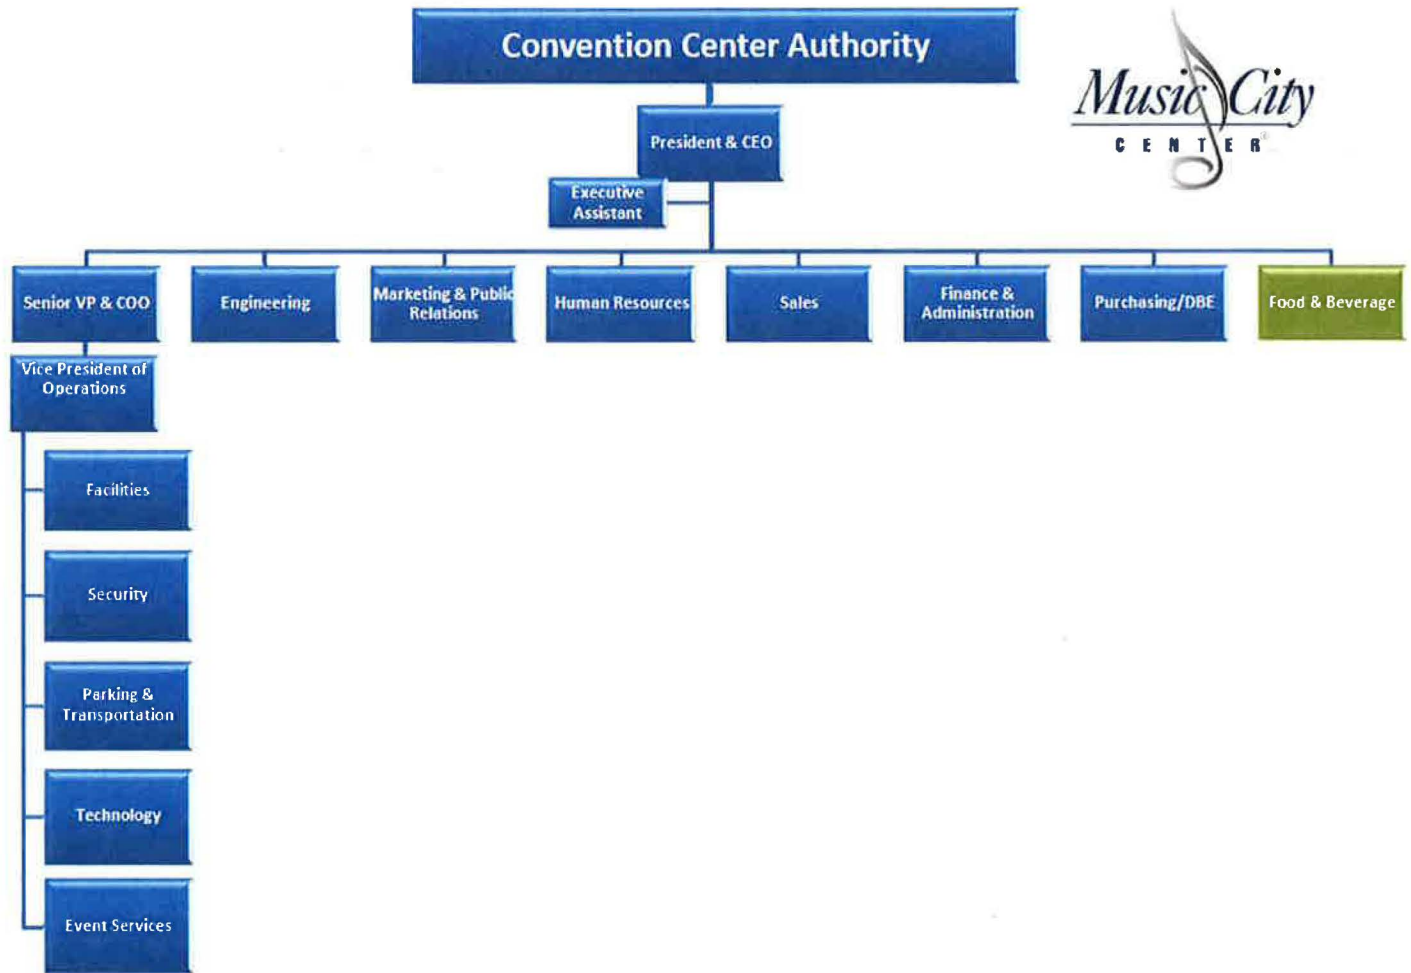 Convention Center Authority
Music City
CENTER®
President & CEO
Executive
Assistant
Senior VP & COO
Engineering
Marketing & Public
Relations
Human Resources
Sales
Finance &
Administration
Purchasing/DBE
Food & Beverage
Vice President of
Operations
Facilities
Security
Parking &
Transportation
Technology
Event Services